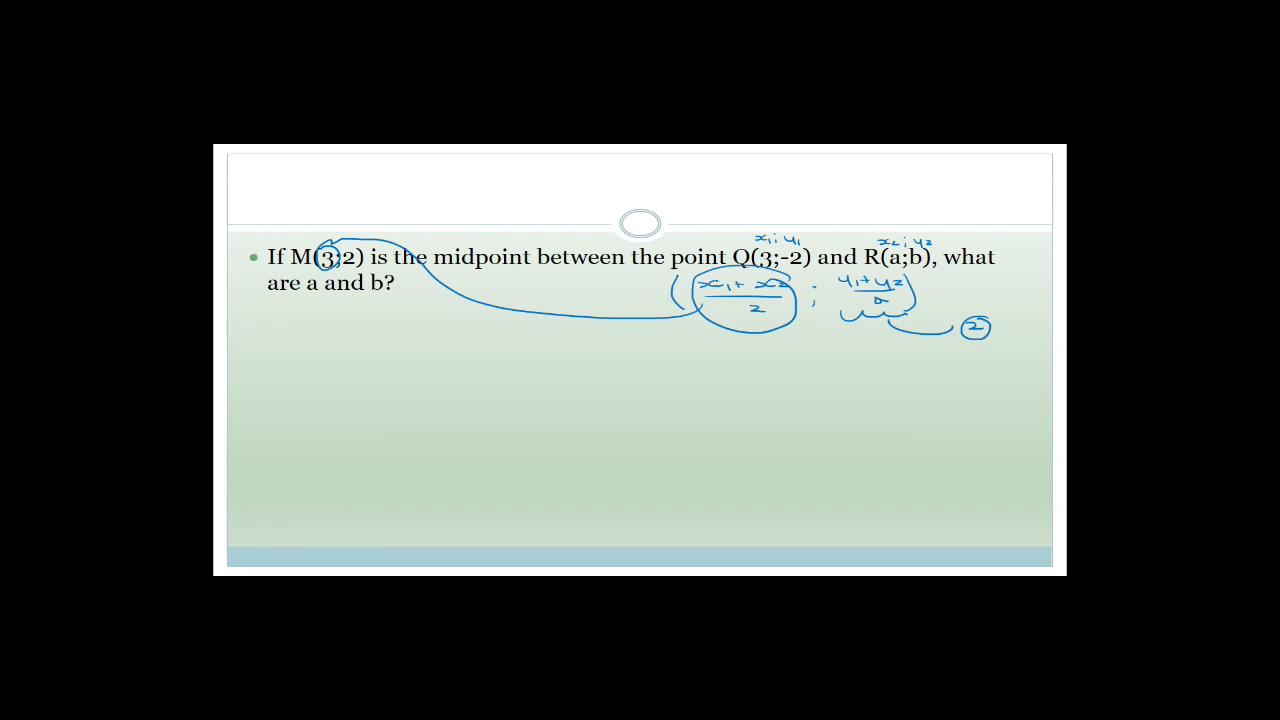 x₁; y₁ x₂; y₂
If M(3;2) is the midpoint between the point Q(3;-2) and R(a;b), what
are a and b?
(x₁ + x₂ / 2 ; y₁ + y₂ / 2)
2